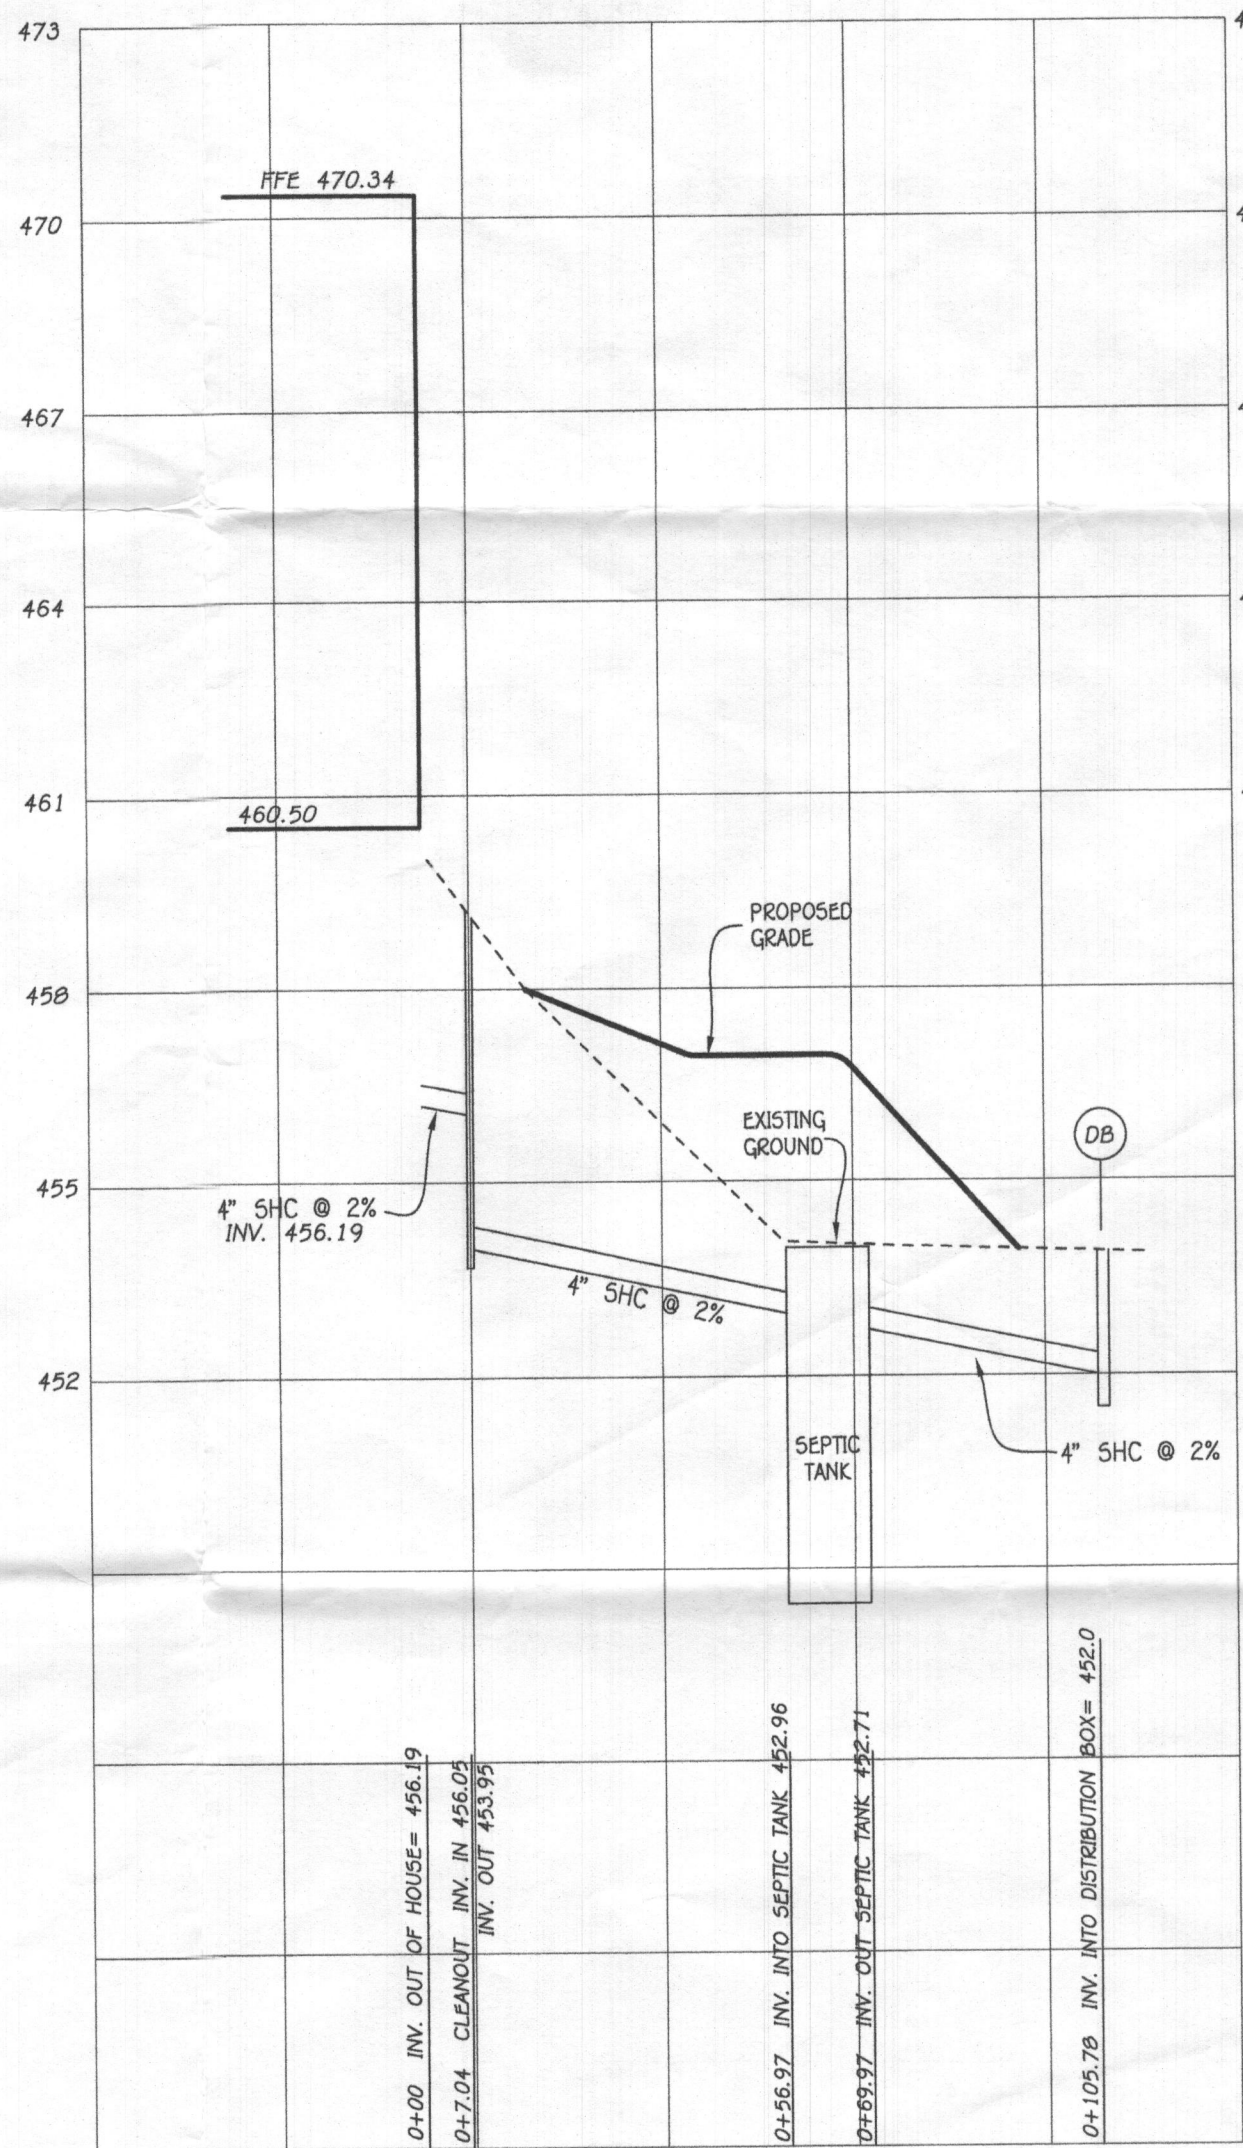 473
4
FFE 470.34
470
4
467
4
464
461
460.50
PROPOSED
GRADE
458
EXISTING
GROUND
DB
455
4" SHC @ 2%
INV. 456.19
4" SHC @ 2%
452
SEPTIC
TANK
4" SHC @ 2%
0+00 INV. OUT OF HOUSE= 456.19
0+7.04 CLEANOUT INV. IN 456.05
INV. OUT 453.95
0+56.97 INV. INTO SEPTIC TANK 452.96
0+69.97 INV. OUT SEPTIC TANK 452.71
0+105.78 INV. INTO DISTRIBUTION BOX= 452.0